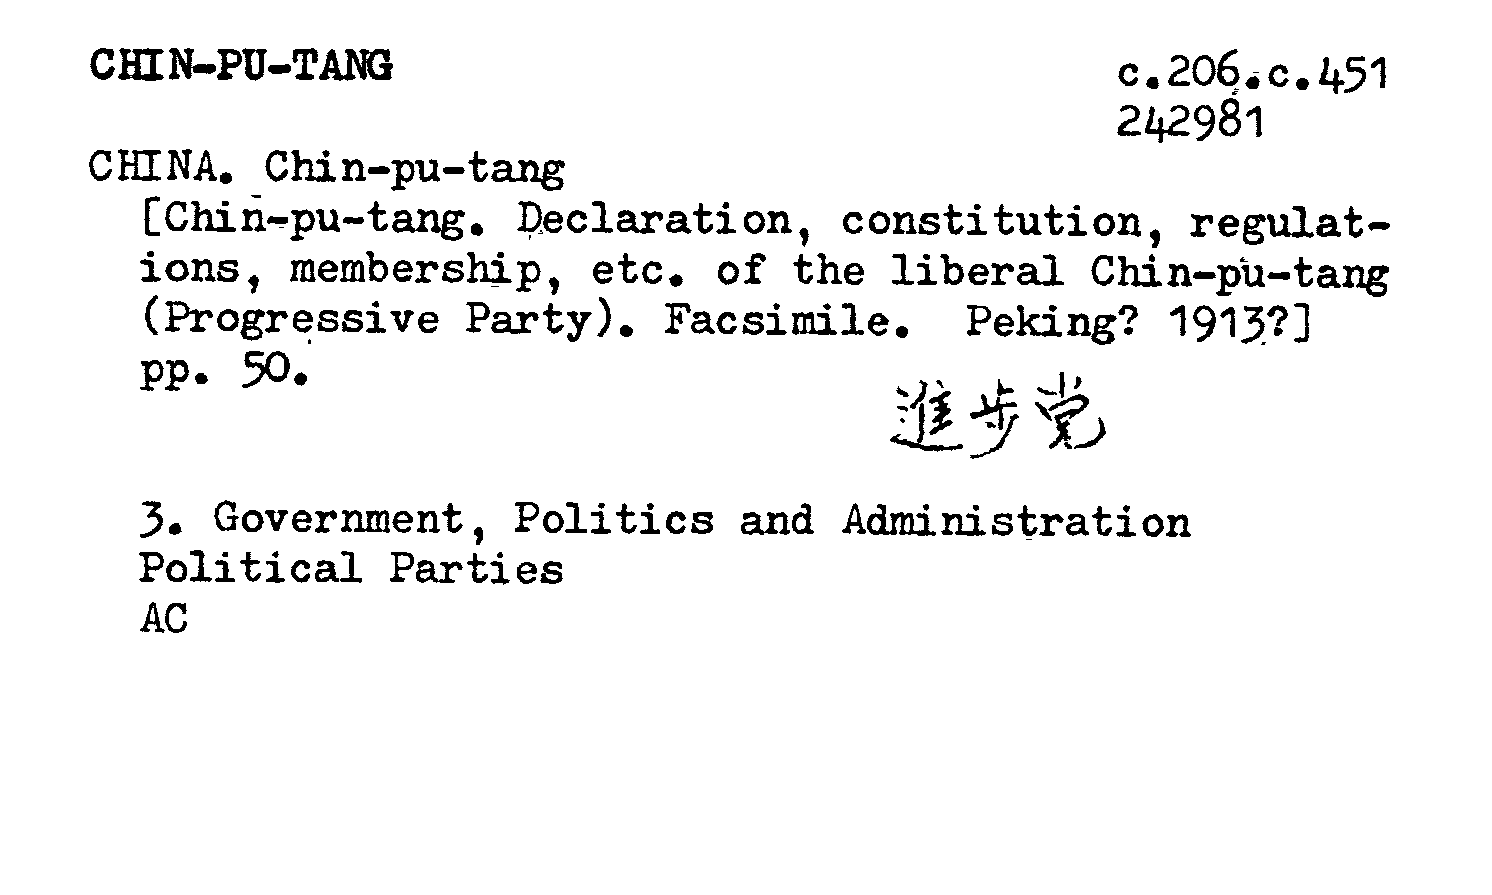 CHIN-PU-TANG
c.206.c.451
242981
CHINA. Chin-pu-tang
[Chin-pu-tang. Declaration, constitution, regulat-
ions, membership, etc. of the liberal Chin-pu-tang
(Progressive Party). Facsimile. Peking? 1913?]
pp. 50.
進步党
3. Government, Politics and Administration
Political Parties
AC